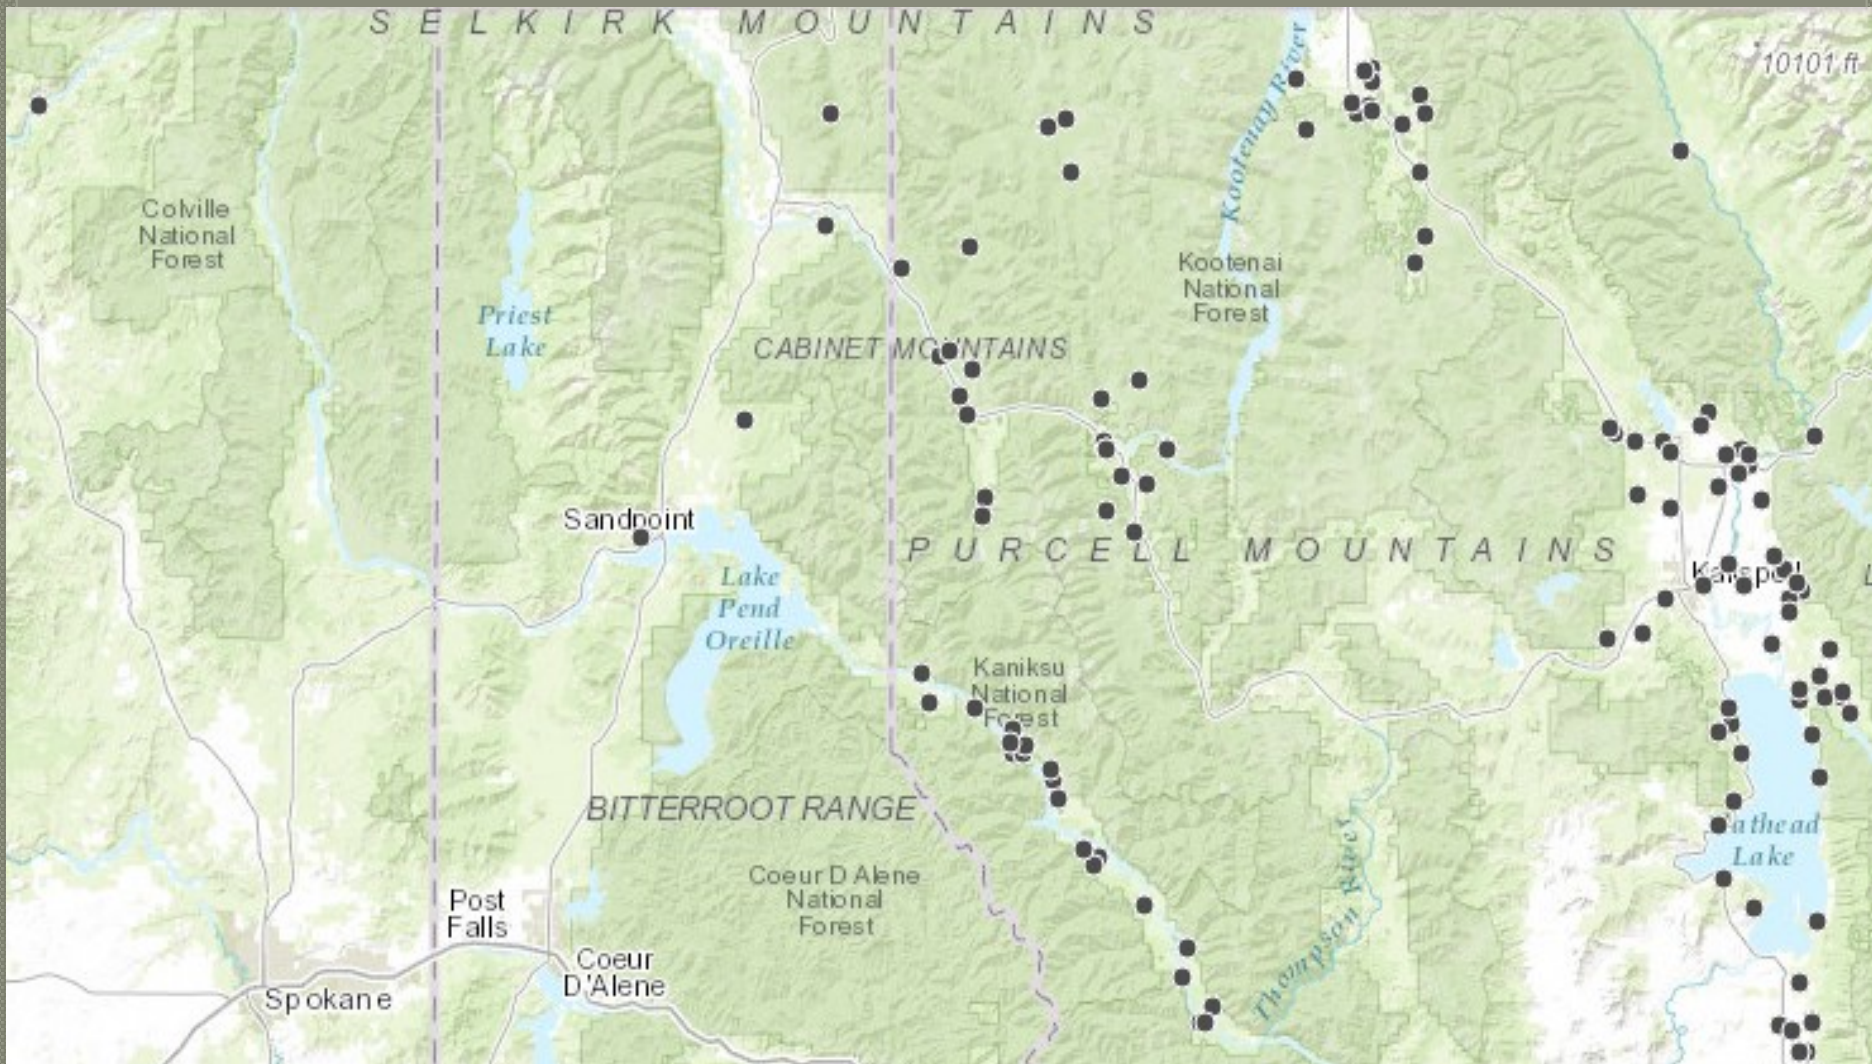 SELKIRK MOUNTAINS
10101 ft
Kootenay River
Colville
National
Forest
Kootenai
National
Forest
Priest
Lake
CABINET MOUNTAINS
Sandpoint
PURCELL MOUNTAINS
Lake
Pend
Oreille
Kalispell
L
Kaniksu
National
Forest
BITTERROOT RANGE
athead
Lake
Thompson River
Coeur D Alene
National
Forest
Post
Falls
Coeur
D'Alene
Spokane